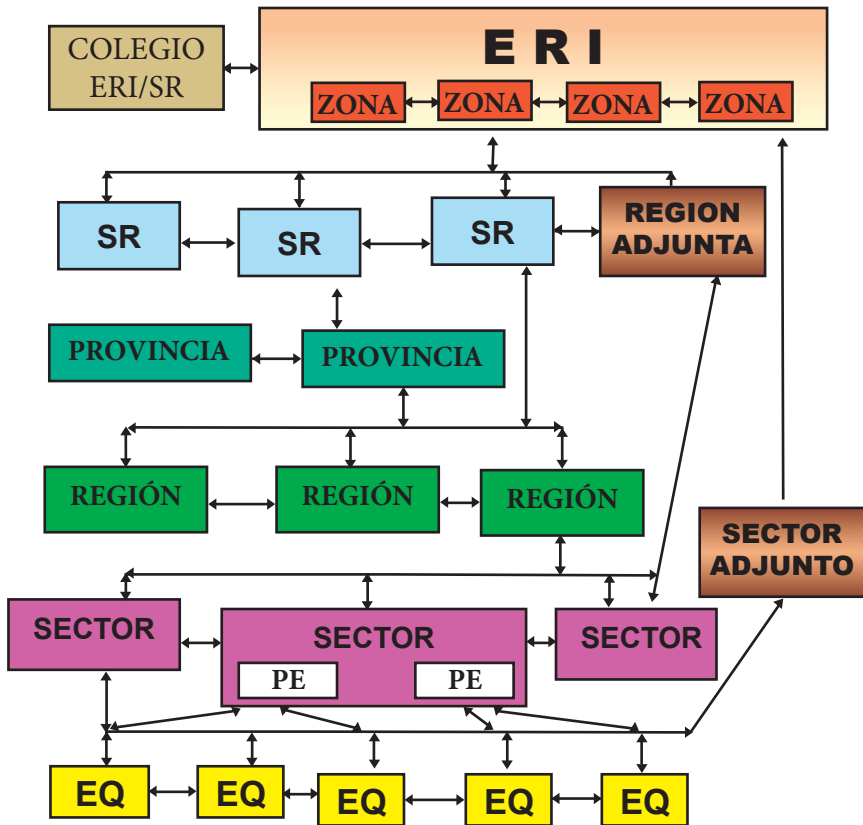 COLEGIO
ERI/SR
E R I
ZONA
ZONA
ZONA
ZONA
SR
SR
SR
REGION
ADJUNTA
PROVINCIA
PROVINCIA
REGIÓN
REGIÓN
REGIÓN
SECTOR
ADJUNTO
SECTOR
SECTOR
SECTOR
PE
PE
EQ
EQ
EQ
EQ
EQ